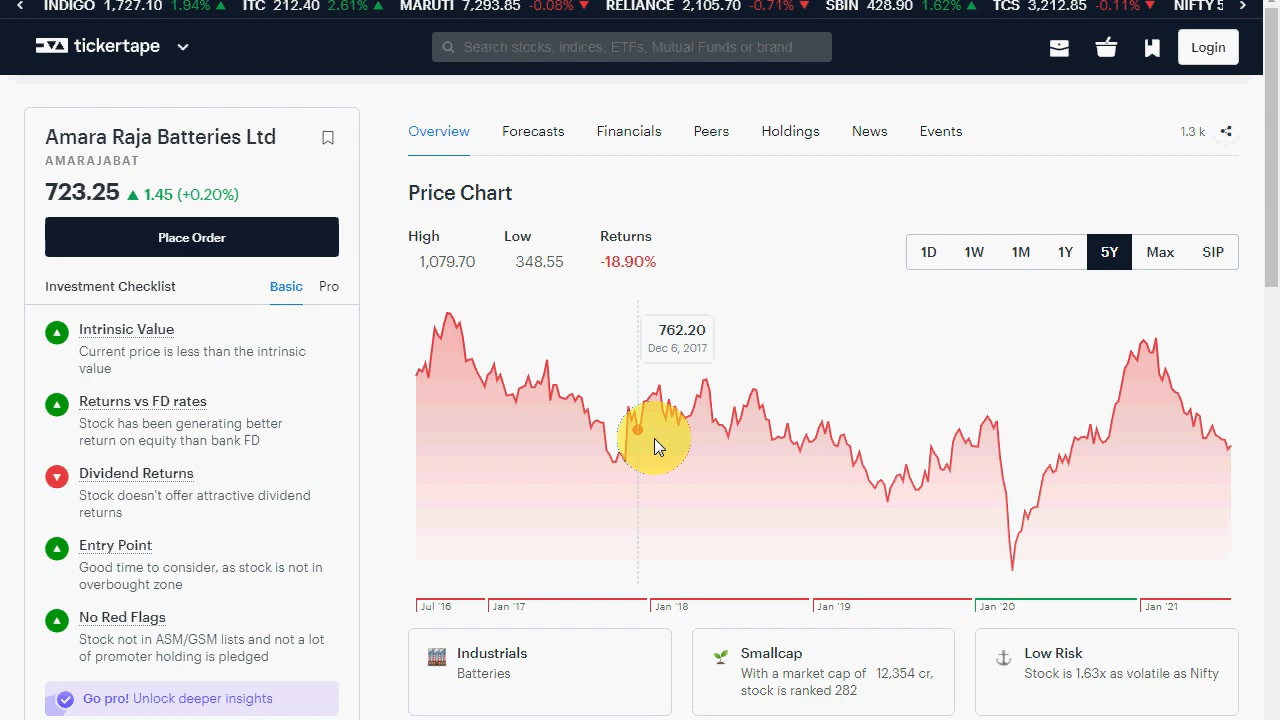 INDIGO 1,727.10 1.94% ITC 212.40 2.61% MARUTI 7,293.85 -0.08% RELIANCE 2,105.70 -0.71% SBIN 428.90 1.62% TCS 3,212.85 -0.11% NIFTY5
tickertape Search stocks, indices, ETFs, Mutual Funds or brand Login
Amara Raja Batteries Ltd
AMARAJABAT
723.25 1.45 (+0.20%)
Place Order
Investment Checklist Basic Pro
Intrinsic Value
Current price is less than the intrinsic
value
Returns vs FD rates
Stock has been generating better
return on equity than bank FD
Dividend Returns
Stock doesn't offer attractive dividend
returns
Entry Point
Good time to consider, as stock is not in
overbought zone
No Red Flags
Stock not in ASM/GSM lists and not a lot
of promoter holding is pledged
Go pro! Unlock deeper insights
Overview Forecasts Financials Peers Holdings News Events 1.3 k
Price Chart
High Low Returns
1,079.70 348.55 -18.90%
1D 1W 1M 1Y 5Y Max SIP
762.20
Dec 6, 2017
Jul '16 Jan '17 Jan '18 Jan '19 Jan '20 Jan '21
Industrials
Batteries
Smallcap
With a market cap of 12,354 cr,
stock is ranked 282
Low Risk
Stock is 1.63x as volatile as Nifty